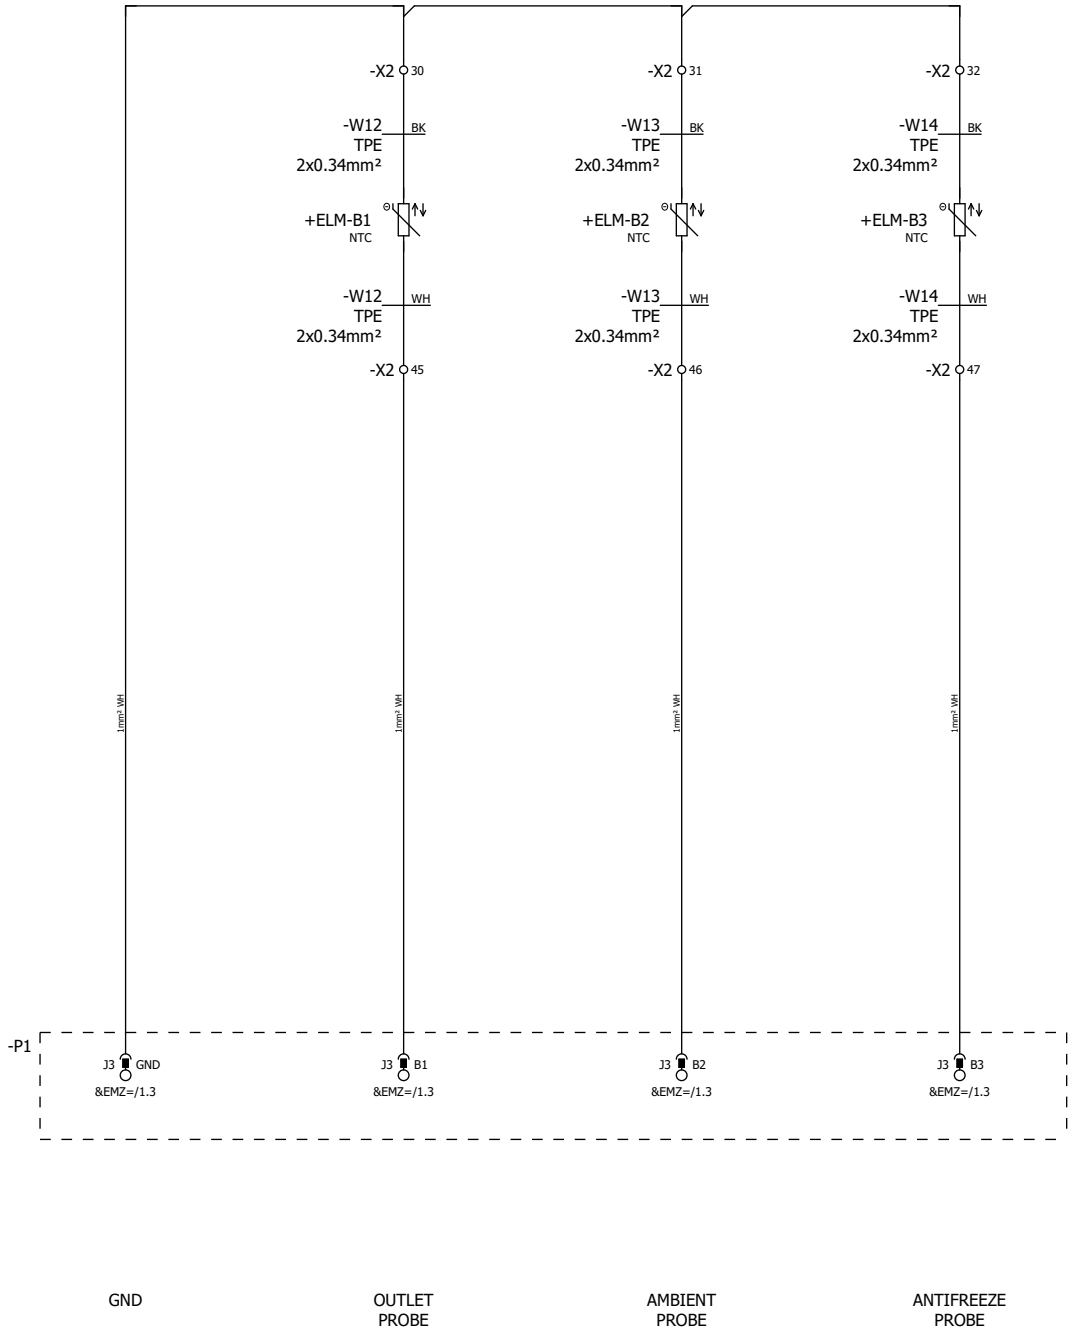 -X2 30
-X2 31
-X2 32
-W12 BK
TPE
2x0.34mm²
-W13 BK
TPE
2x0.34mm²
-W14 BK
TPE
2x0.34mm²
+ELM-B1
NTC
Θ
+ELM-B2
NTC
Θ
+ELM-B3
NTC
Θ
-W12 WH
TPE
2x0.34mm²
-W13 WH
TPE
2x0.34mm²
-W14 WH
TPE
2x0.34mm²
-X2 45
-X2 46
-X2 47
1mm² WH
1mm² WH
1mm² WH
1mm² WH
-P1
J3 GND
&EMZ=/1.3
J3 B1
&EMZ=/1.3
J3 B2
&EMZ=/1.3
J3 B3
&EMZ=/1.3
GND
OUTLET
PROBE
AMBIENT
PROBE
ANTIFREEZE
PROBE